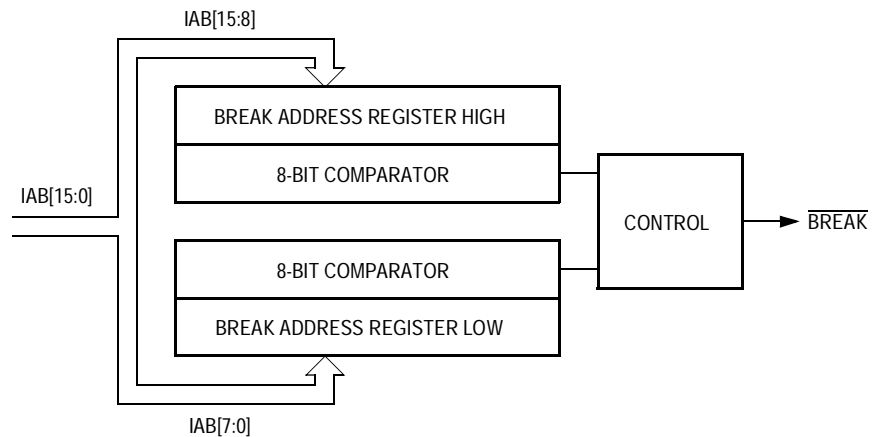 IAB[15:8]
BREAK ADDRESS REGISTER HIGH
8-BIT COMPARATOR
IAB[15:0]
CONTROL
BREAK
8-BIT COMPARATOR
BREAK ADDRESS REGISTER LOW
IAB[7:0]